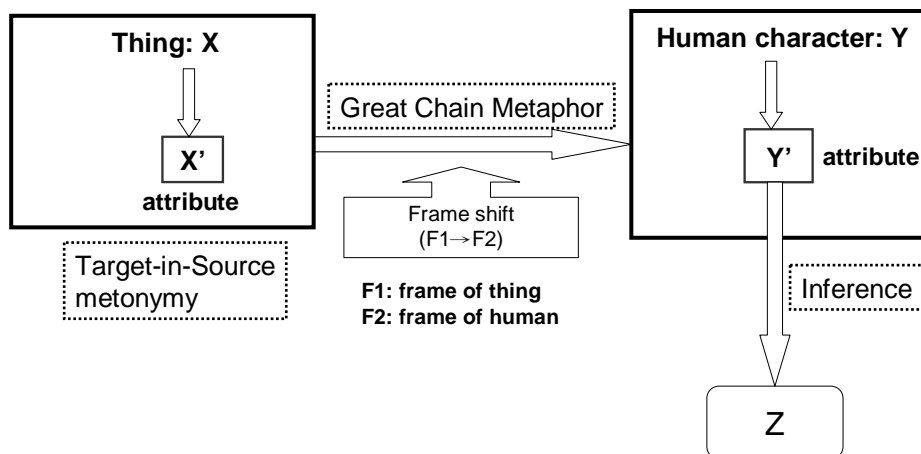 Thing: X
Human character: Y
Great Chain Metaphor
X’
attribute
Y’
attribute
Frame shift
(F1→F2)
Target-in-Source
metonymy
F1: frame of thing
F2: frame of human
Inference
Z